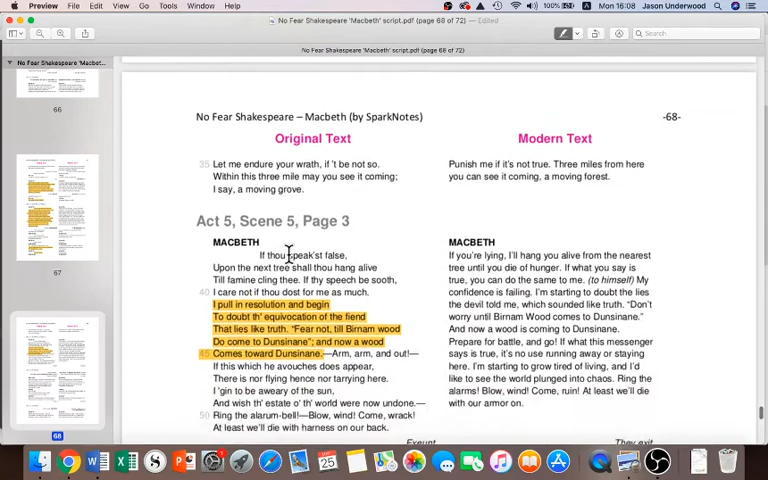 Preview File Edit View Go Tools Window Help 100% Mon 16:08 Jason Underwood
No Fear Shakespeare 'Macbeth' script.pdf (page 68 of 72) — Edited
Search
No Fear Shakespeare 'Macbet... No Fear Shakespeare 'Macbeth' script.pdf (page 68 of 72)
66
67
68
No Fear Shakespeare – Macbeth (by SparkNotes) -68-
Original Text Modern Text
35 Let me endure your wrath, if 't be not so.
Within this three mile may you see it coming;
I say, a moving grove.
Punish me if it's not true. Three miles from here
you can see it coming, a moving forest.
Act 5, Scene 5, Page 3
MACBETH
If thou speak'st false,
Upon the next tree shall thou hang alive
Till famine cling thee. If thy speech be sooth,
40 I care not if thou dost for me as much.
I pull in resolution and begin
To doubt th' equivocation of the fiend
That lies like truth. "Fear not, till Birnam wood
Do come to Dunsinane"; and now a wood
45 Comes toward Dunsinane.—Arm, arm, and out!—
If this which he avouches does appear,
There is nor flying hence nor tarrying here.
I 'gin to be aweary of the sun,
And wish th' estate o' th' world were now undone.—
50 Ring the alarum-bell!—Blow, wind! Come, wrack!
At least we'll die with harness on our back.
Exeunt
MACBETH
If you're lying, I'll hang you alive from the nearest
tree until you die of hunger. If what you say is
true, you can do the same to me. (to himself) My
confidence is failing. I'm starting to doubt the lies
the devil told me, which sounded like truth. "Don't
worry until Birnam Wood comes to Dunsinane."
And now a wood is coming to Dunsinane.
Prepare for battle, and go! If what this messenger
says is true, it's no use running away or staying
here. I'm starting to grow tired of living, and I'd
like to see the world plunged into chaos. Ring the
alarms! Blow, wind! Come, ruin! At least we'll die
with our armor on.
They exit